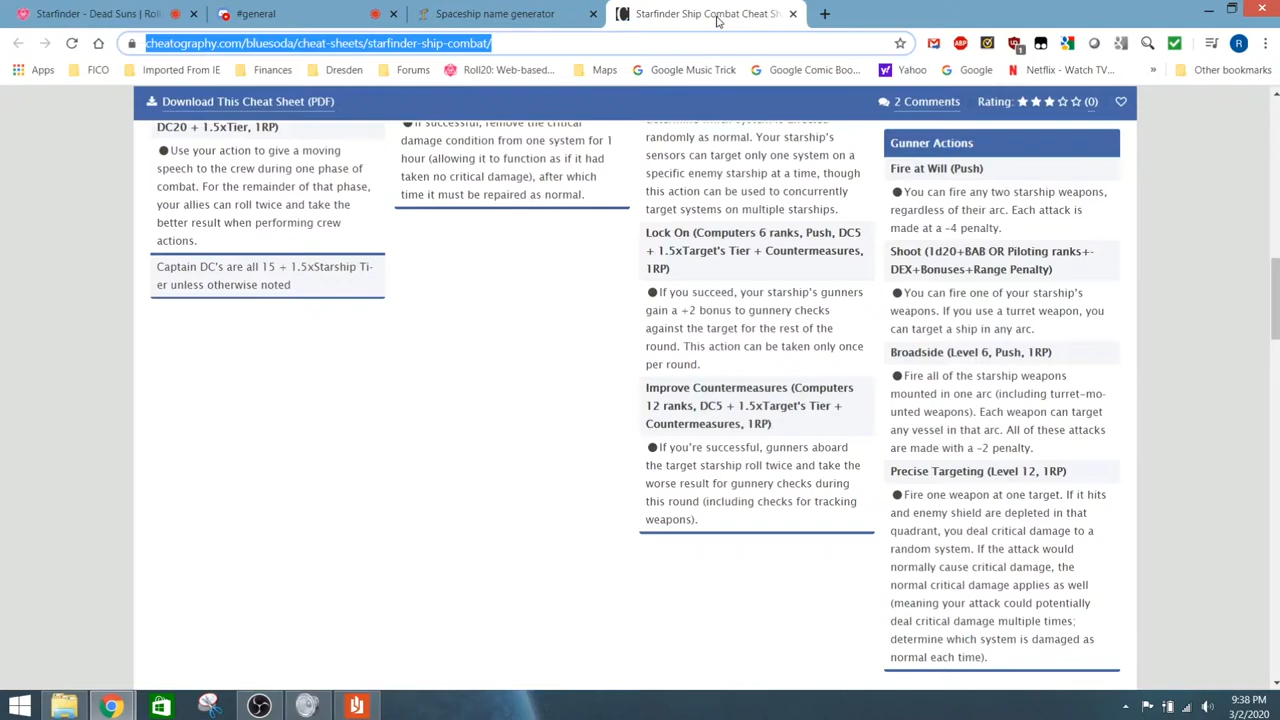 Starfinder - Dead Suns | Roll
#general
Spaceship name generator
Starfinder Ship Combat Cheat Sh
cheatography.com/bluesoda/cheat-sheets/starfinder-ship-combat/
Apps
FICO
Imported From IE
Finances
Dresden
Forums
Roll20: Web-based...
Maps
Google Music Trick
Google Comic Boo...
Yahoo
Google
Netflix - Watch TV...
Other bookmarks
Download This Cheat Sheet (PDF)
2 Comments
Rating:
(0)
DC20 + 1.5xTier, 1RP)
Use your action to give a moving
speech to the crew during one phase of
combat. For the remainder of that phase,
your allies can roll twice and take the
better result when performing crew
actions.
Captain DC's are all 15 + 1.5xStarship Ti-
er unless otherwise noted
If successful, remove the critical
damage condition from one system for 1
hour (allowing it to function as if it had
taken no critical damage), after which
time it must be repaired as normal.
determine which system is affected
randomly as normal. Your starship's
sensors can target only one system on a
specific enemy starship at a time, though
this action can be used to concurrently
target systems on multiple starships.
Lock On (Computers 6 ranks, Push, DC5
+ 1.5xTarget's Tier + Countermeasures,
1RP)
If you succeed, your starship's gunners
gain a +2 bonus to gunnery checks
against the target for the rest of the
round. This action can be taken only once
per round.
Improve Countermeasures (Computers
12 ranks, DC5 + 1.5xTarget's Tier +
Countermeasures, 1RP)
If you're successful, gunners aboard
the target starship roll twice and take the
worse result for gunnery checks during
this round (including checks for tracking
weapons).
Gunner Actions
Fire at Will (Push)
You can fire any two starship weapons,
regardless of their arc. Each attack is
made at a -4 penalty.
Shoot (1d20+BAB OR Piloting ranks+-
DEX+Bonuses+Range Penalty)
You can fire one of your starship's
weapons. If you use a turret weapon, you
can target a ship in any arc.
Broadside (Level 6, Push, 1RP)
Fire all of the starship weapons
mounted in one arc (including turret-mo-
unted weapons). Each weapon can target
any vessel in that arc. All of these attacks
are made with a -2 penalty.
Precise Targeting (Level 12, 1RP)
Fire one weapon at one target. If it hits
and enemy shield are depleted in that
quadrant, you deal critical damage to a
random system. If the attack would
normally cause critical damage, the
normal critical damage applies as well
(meaning your attack could potentially
deal critical damage multiple times;
determine which system is damaged as
normal each time).
9:38 PM
3/2/2020